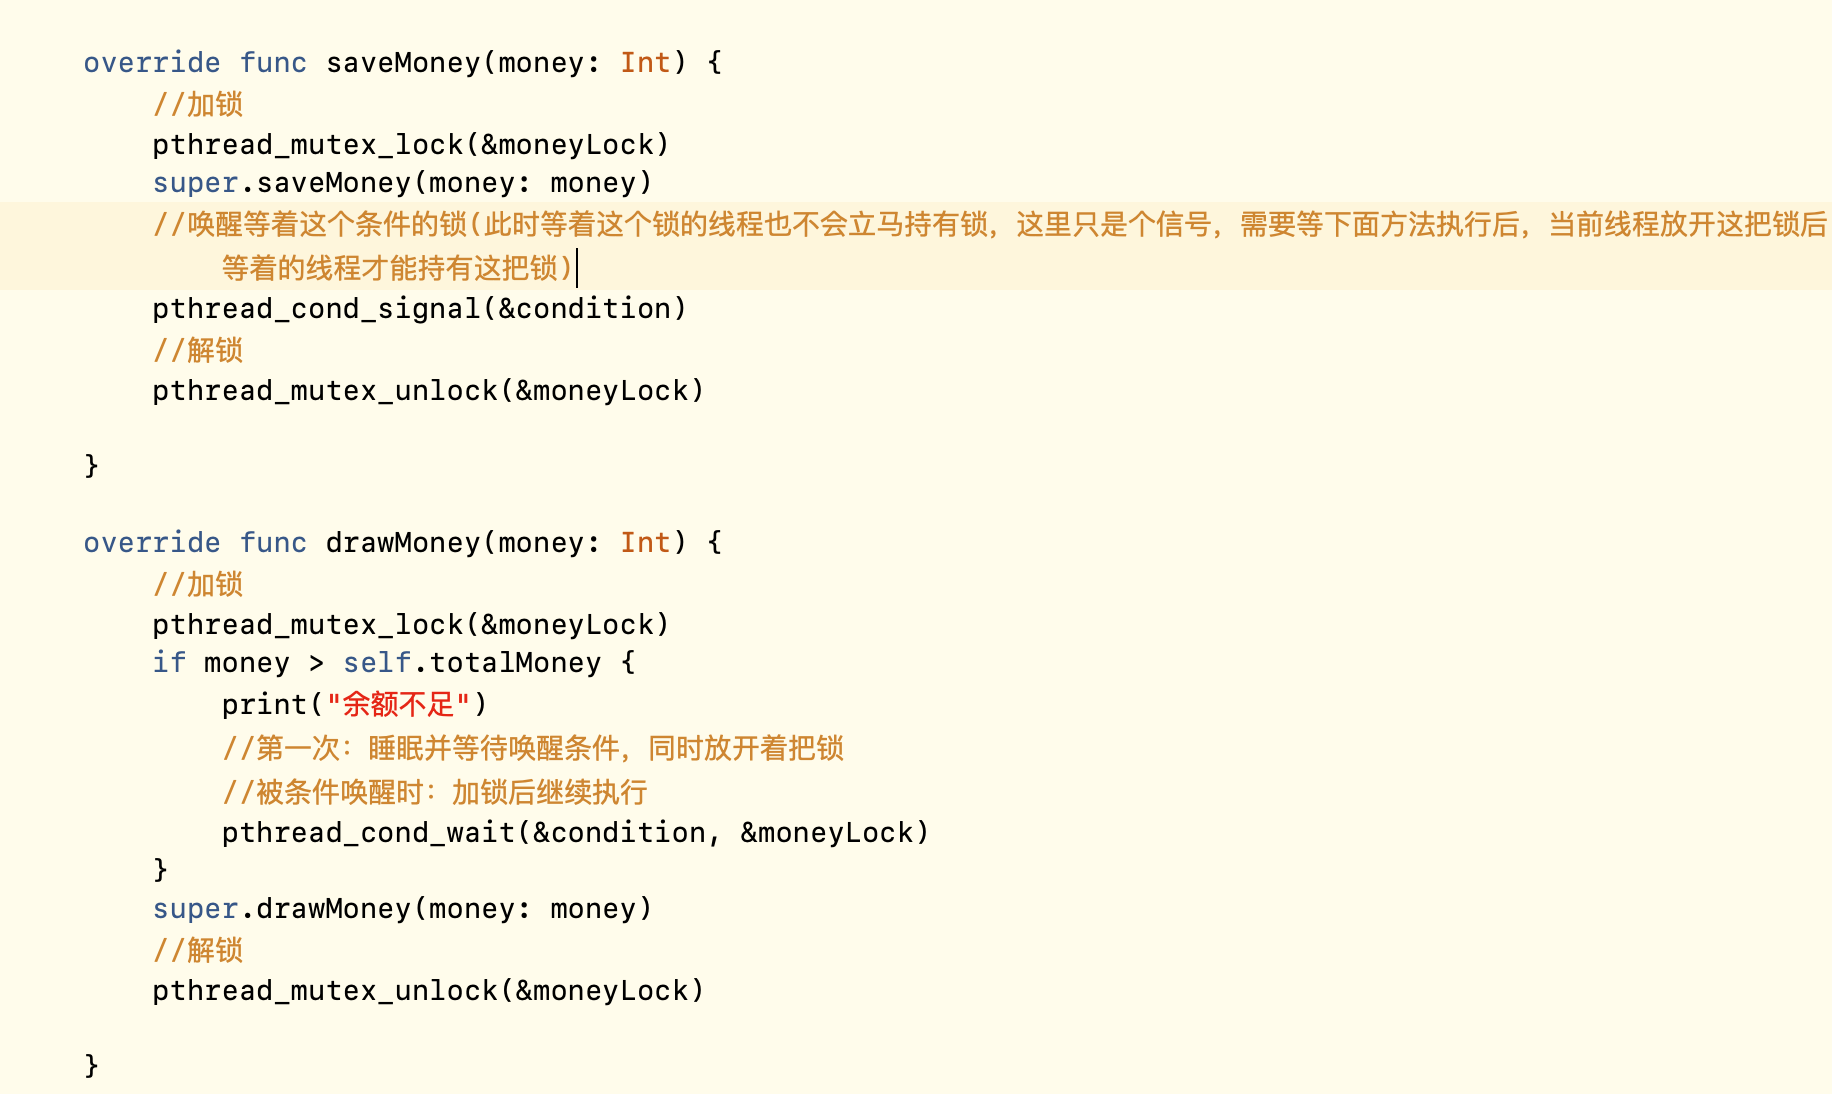 override func saveMoney(money: Int) {
//加锁
pthread_mutex_lock(&moneyLock)
super.saveMoney(money: money)
//唤醒等着这个条件的锁(此时等着这个锁的线程也不会立马持有锁，这里只是个信号，需要等下面方法执行后，当前线程放开这把锁后
等着的线程才能持有这把锁)
pthread_cond_signal(&condition)
//解锁
pthread_mutex_unlock(&moneyLock)
}
override func drawMoney(money: Int) {
//加锁
pthread_mutex_lock(&moneyLock)
if money > self.totalMoney {
print("余额不足")
//第一次：睡眠并等待唤醒条件，同时放开着把锁
//被条件唤醒时：加锁后继续执行
pthread_cond_wait(&condition, &moneyLock)
}
super.drawMoney(money: money)
//解锁
pthread_mutex_unlock(&moneyLock)
}